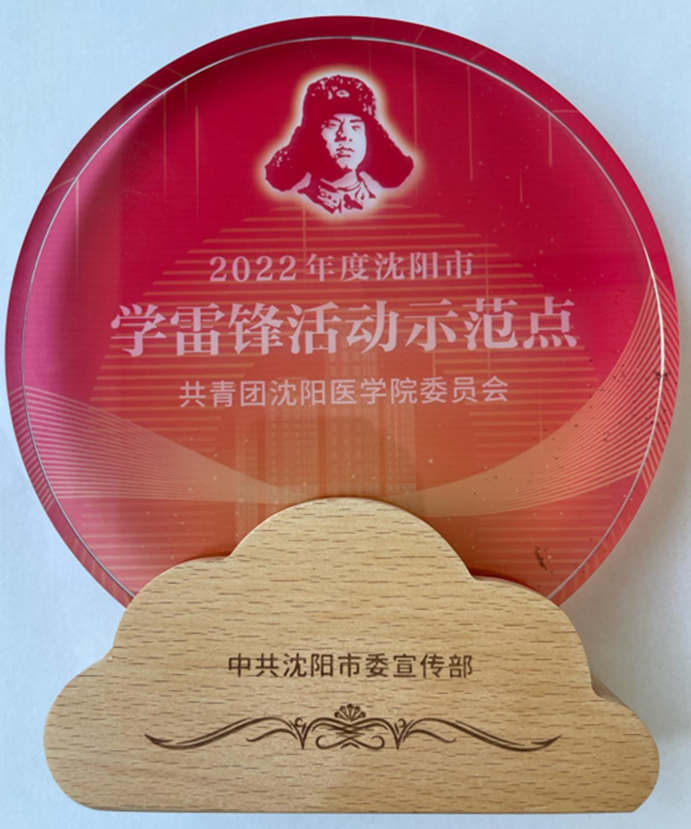 2022年度沈阳市
学雷锋活动示范点
共青团沈阳医学院委员会
中共沈阳市委宣传部